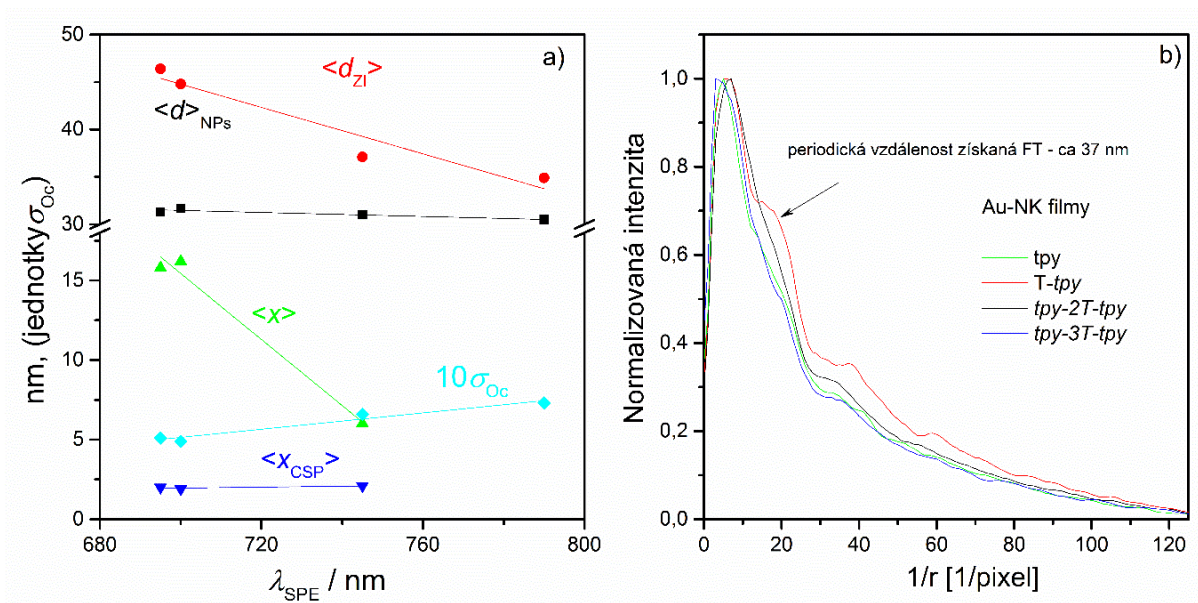 a)
50
45
40
35
30
15
10
5
0
nm, (jednotky σOc)
<dZI>
<d>NPs
<x>
10σOc
<xCSP>
680
720
760
800
λSPE / nm
b)
1,0
0,8
0,6
0,4
0,2
0,0
Normalizovaná intenzita
periodická vzdálenost získaná FT - ca 37 nm
Au-NK filmy
tpy
T-tpy
tpy-2T-tpy
tpy-3T-tpy
0
20
40
60
80
100
120
1/r [1/pixel]